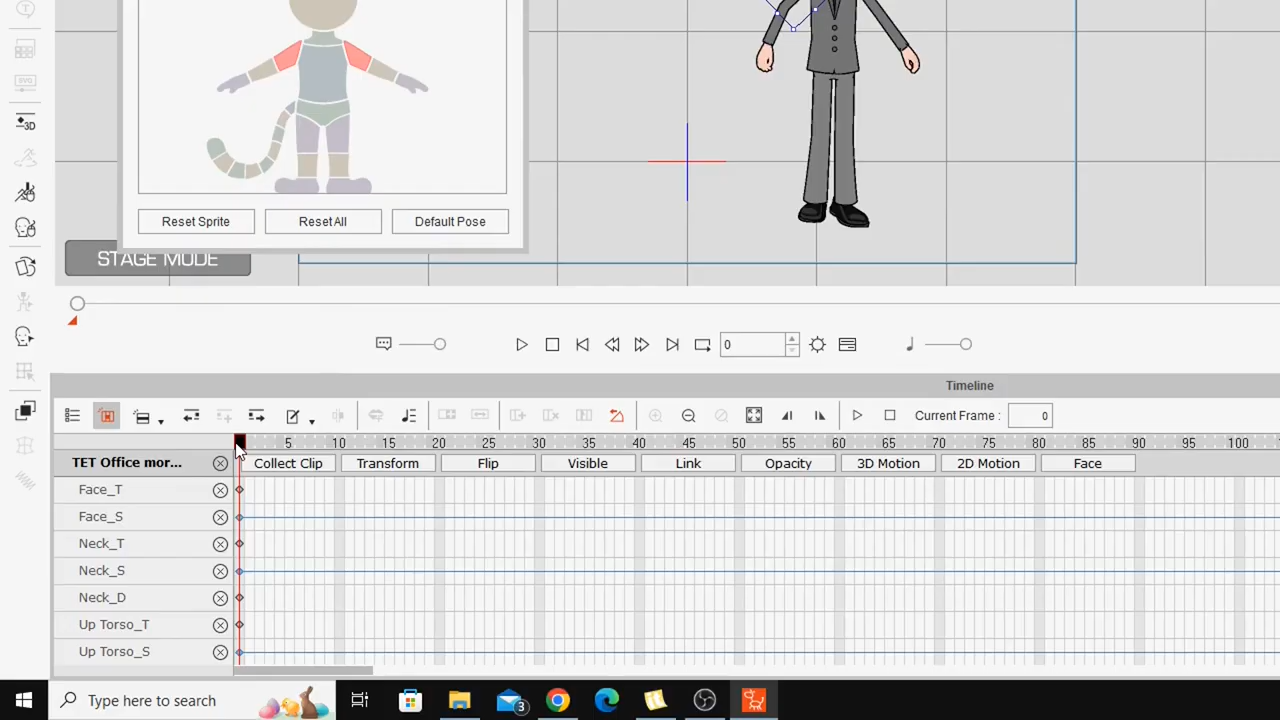 Reset Sprite
Reset All
Default Pose
STAGE MODE
0
Timeline
Current Frame : 0
5 10 15 20 25 30 35 40 45 50 55 60 65 70 75 80 85 90 95 100
TET Office mor... Collect Clip Transform Flip Visible Link Opacity 3D Motion 2D Motion Face
Face_T
Face_S
Neck_T
Neck_S
Neck_D
Up Torso_T
Up Torso_S
Type here to search
3
3D
SVG
T